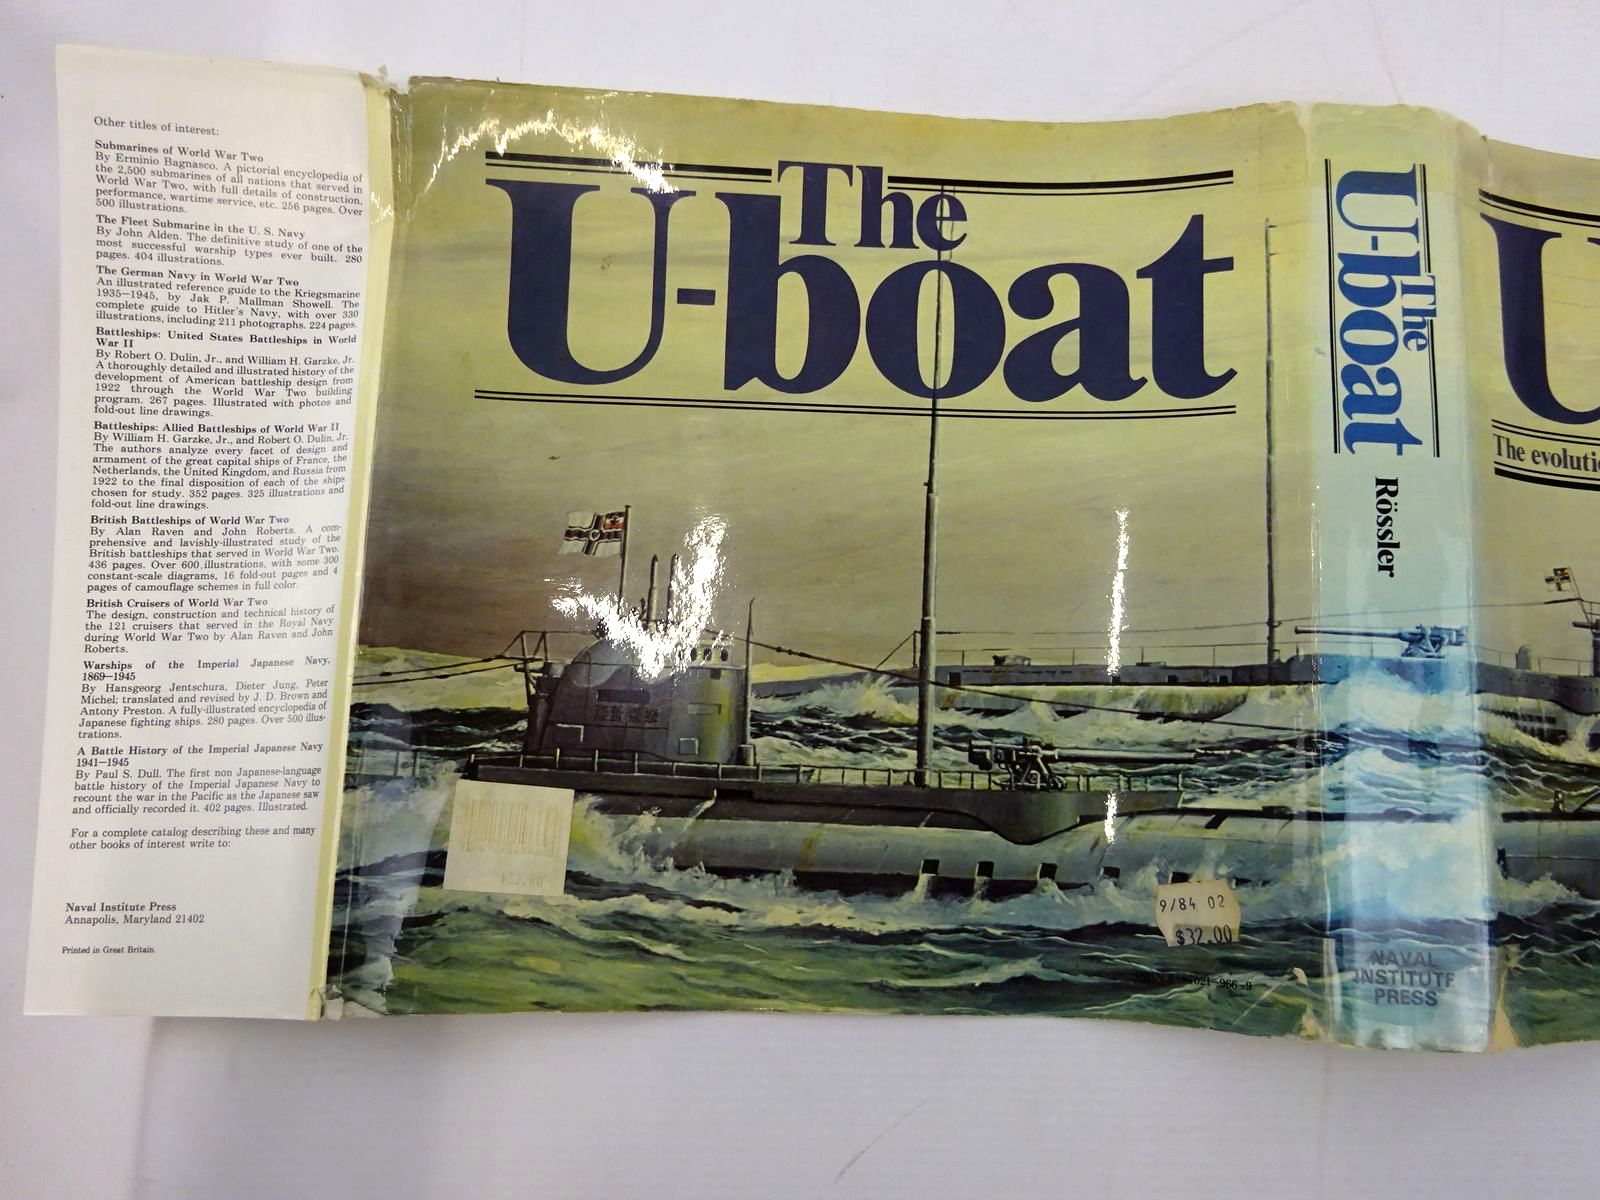 Other titles of interest:
Submarines of World War Two
By Erminio Bagnasco. A pictorial encyclopedia of
the 2,500 submarines of all nations that served in
World War Two, with full details of construction,
performance, wartime service, etc. 256 pages. Over
500 illustrations.
The Fleet Submarine in the U. S. Navy
By John Alden. The definitive study of one of the
most successful warship types ever built. 280
pages. 404 illustrations.
The German Navy in World War Two
An illustrated reference guide to the Kriegsmarine
1935—1945, by Jak P. Mallman Showell. The
complete guide to Hitler's Navy, with over 330
illustrations, including 211 photographs. 224 pages.
Battleships: United States Battleships in World
War II
By Robert O. Dulin, Jr., and William H. Garzke, Jr.
A thoroughly detailed and illustrated history of the
development of American battleship design from
1922 through the World War Two building
program. 267 pages. Illustrated with photos and
fold-out line drawings.
Battleships: Allied Battleships of World War II
By William H. Garzke, Jr., and Robert O. Dulin, Jr.
The authors analyze every facet of design and
armament of the great capital ships of France, the
Netherlands, the United Kingdom, and Russia from
1922 to the final disposition of each of the ships
chosen for study. 352 pages. 325 illustrations and
fold-out line drawings.
British Battleships of World War Two
By Alan Raven and John Roberts. A com-
prehensive and lavishly-illustrated study of the
British battleships that served in World War Two.
436 pages. Over 600 illustrations, with some 300
constant-scale diagrams, 16 fold-out pages and 4
pages of camouflage schemes in full color.
British Cruisers of World War Two
The design, construction and technical history of
the 121 cruisers that served in the Royal Navy
during World War Two by Alan Raven and John
Roberts.
Warships of the Imperial Japanese Navy,
1869—1945
By Hansgeorg Jentschura, Dieter Jung, Peter
Michel; translated and revised by J. D. Brown and
Antony Preston. A fully-illustrated encyclopedia of
Japanese fighting ships. 280 pages. Over 500 illus-
trations.
A Battle History of the Imperial Japanese Navy
1941—1945
By Paul S. Dull. The first non Japanese-language
battle history of the Imperial Japanese Navy to
recount the war in the Pacific as the Japanese saw
and officially recorded it. 402 pages. Illustrated.
For a complete catalog describing these and many
other books of interest write to:
Naval Institute Press
Annapolis, Maryland 21402
Printed in Great Britain.
The
U-boat
$32.00
9/84 02
$32.00
The
U-boat
Rössler
NAVAL
INSTITUTE
PRESS
U
The evoluti